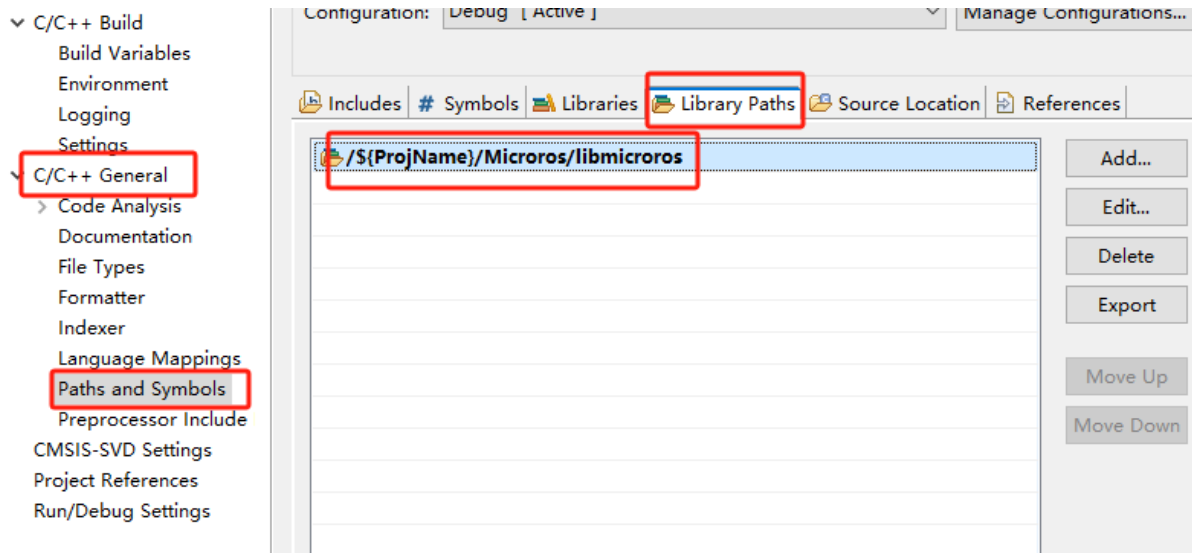 C/C++ Build
Build Variables
Environment
Logging
Settings
C/C++ General
Code Analysis
Documentation
File Types
Formatter
Indexer
Language Mappings
Paths and Symbols
Preprocessor Include
CMSIS-SVD Settings
Project References
Run/Debug Settings
Configuration: Debug [ Active ] Manage Configurations...
Includes # Symbols Libraries Library Paths Source Location References
/${ProjName}/Microros/libmicroros
Add...
Edit...
Delete
Export
Move Up
Move Down